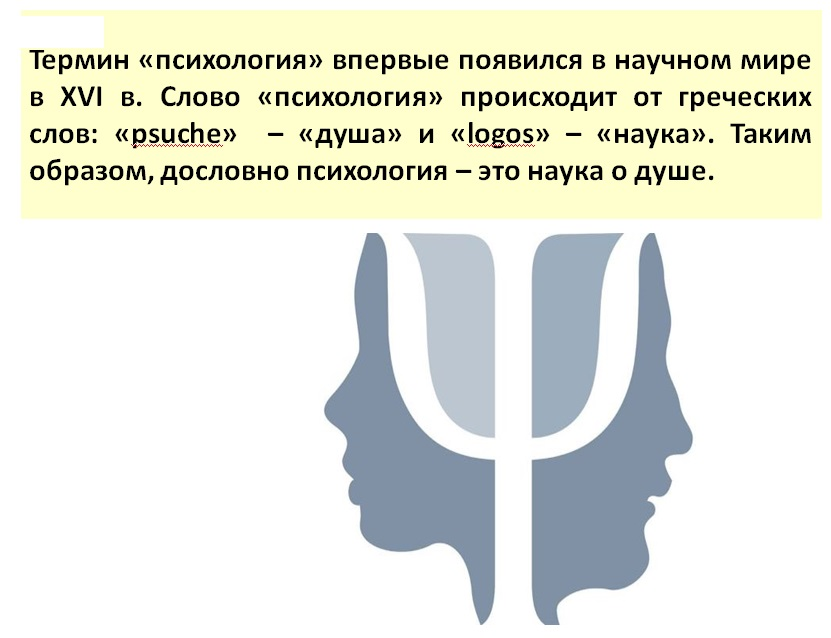 Термин «психология» впервые появился в научном мире
в XVI в. Слово «психология» происходит от греческих
слов: «psuche» – «душа» и «logos» – «наука». Таким
образом, дословно психология – это наука о душе.